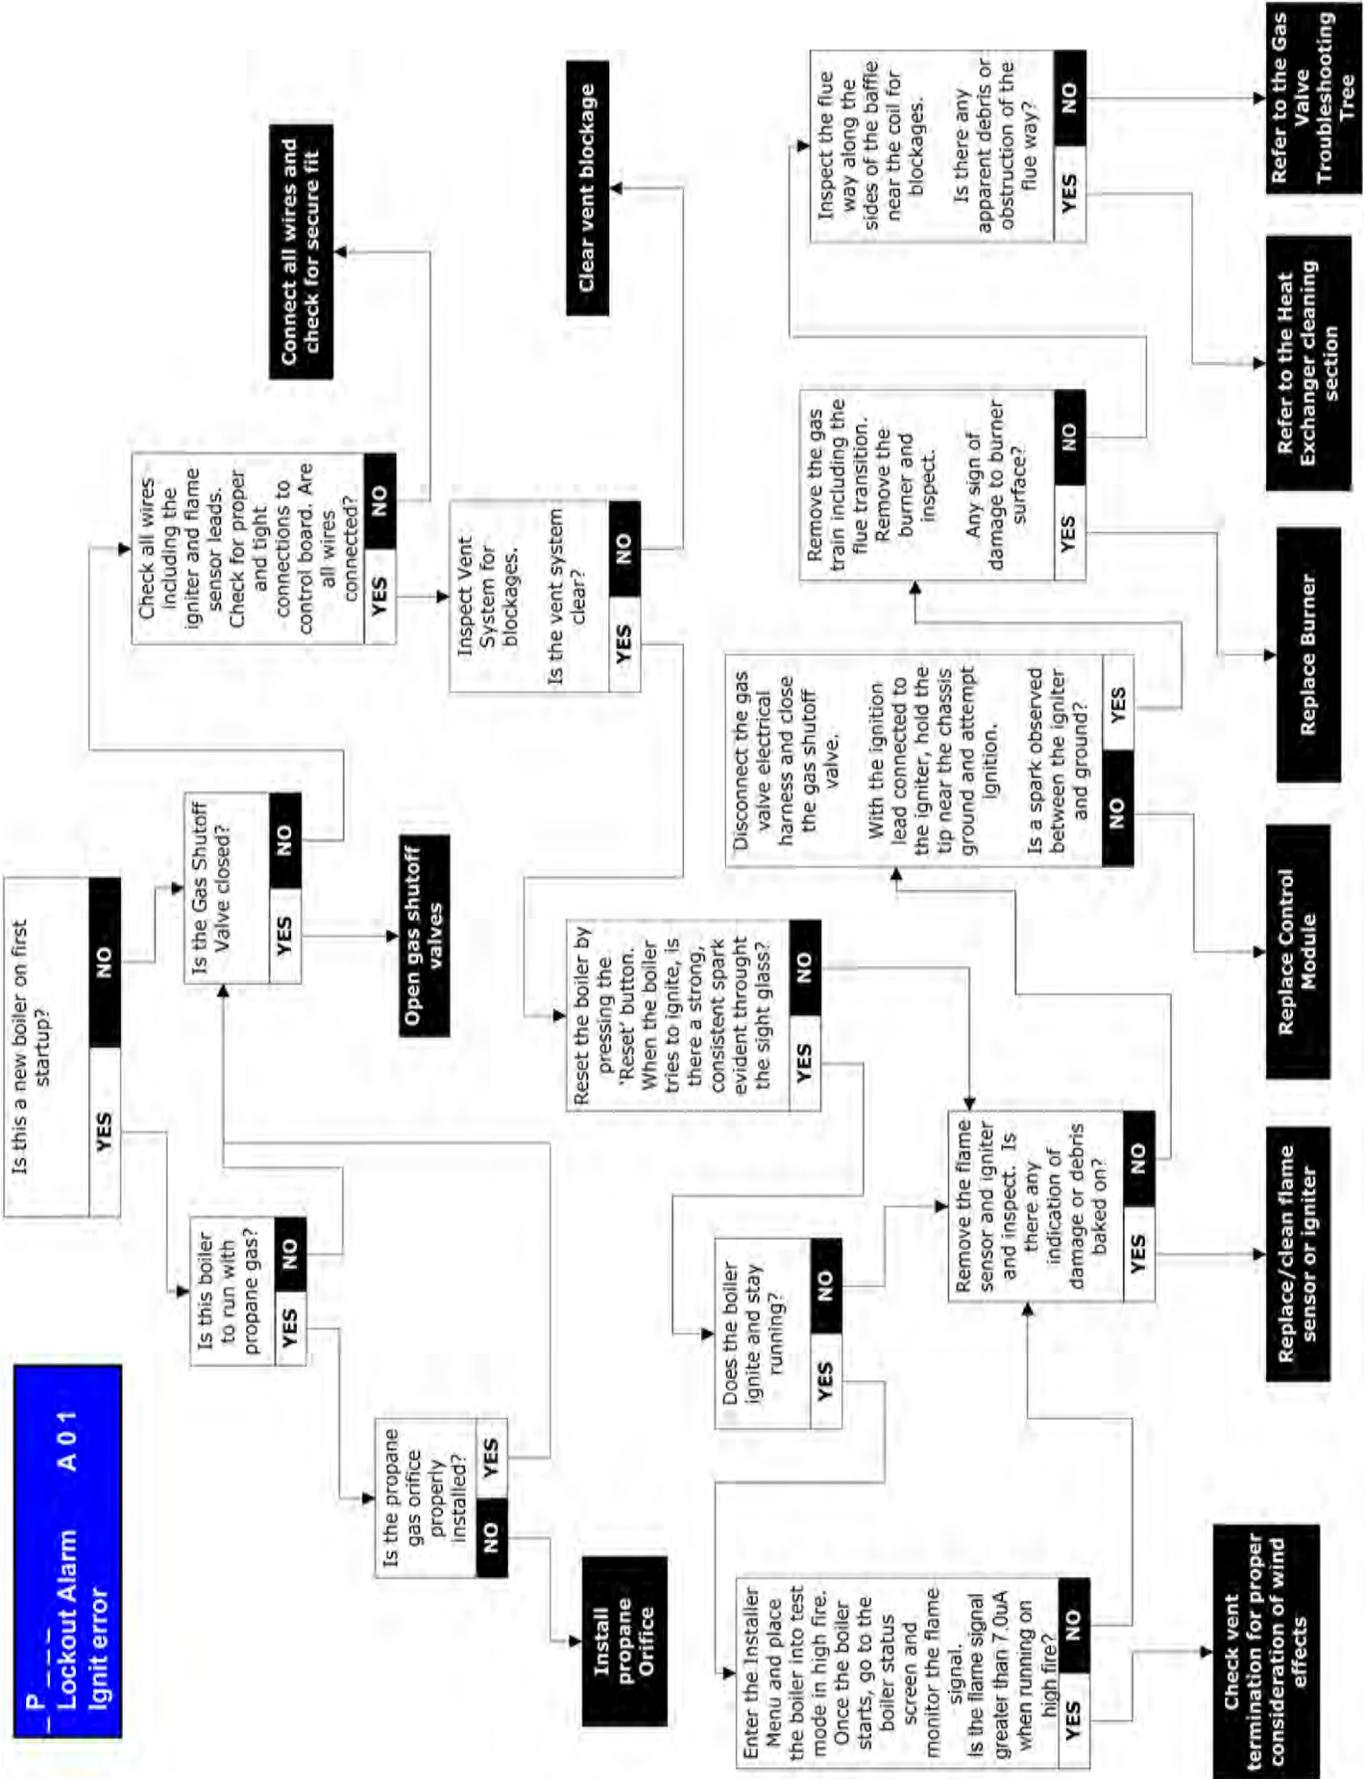 _P_ _ _ _
Lockout Alarm A 0 1
Ignit error
Is this a new boiler on first
startup?
YES
NO
Is this boiler
to run with
propane gas?
YES
NO
Is the Gas Shutoff
Valve closed?
YES
NO
Check all wires
including the
igniter and flame
sensor leads.
Check for proper
and tight
connections to
control board. Are
all wires
connected?
YES
NO
Connect all wires and
check for secure fit
Is the propane
gas orifice
properly
installed?
NO
YES
Open gas shutoff
valves
Inspect Vent
System for
blockages.
Is the vent system
clear?
YES
NO
Clear vent blockage
Install
propane
Orifice
Reset the boiler by
pressing the
'Reset' button.
When the boiler
tries to ignite, is
there a strong,
consistent spark
evident throught
the sight glass?
YES
NO
Enter the Installer
Menu and place
the boiler into test
mode in high fire.
Once the boiler
starts, go to the
boiler status
screen and
monitor the flame
signal.
Is the flame signal
greater than 7.0uA
when running on
high fire?
YES
NO
Does the boiler
ignite and stay
running?
YES
NO
Remove the flame
sensor and igniter
and inspect. Is
there any
indication of
damage or debris
baked on?
YES
NO
Disconnect the gas
valve electrical
harness and close
the gas shutoff
valve.
With the ignition
lead connected to
the igniter, hold the
tip near the chassis
ground and attempt
ignition.
Is a spark observed
between the igniter
and ground?
NO
YES
Remove the gas
train including the
flue transition.
Remove the
burner and
inspect.
Any sign of
damage to burner
surface?
YES
NO
Inspect the flue
way along the
sides of the baffle
near the coil for
blockages.
Is there any
apparent debris or
obstruction of the
flue way?
YES
NO
Check vent
termination for proper
consideration of wind
effects
Replace/clean flame
sensor or igniter
Replace Control
Module
Replace Burner
Refer to the Heat
Exchanger cleaning
section
Refer to the Gas
Valve
Troubleshooting
Tree